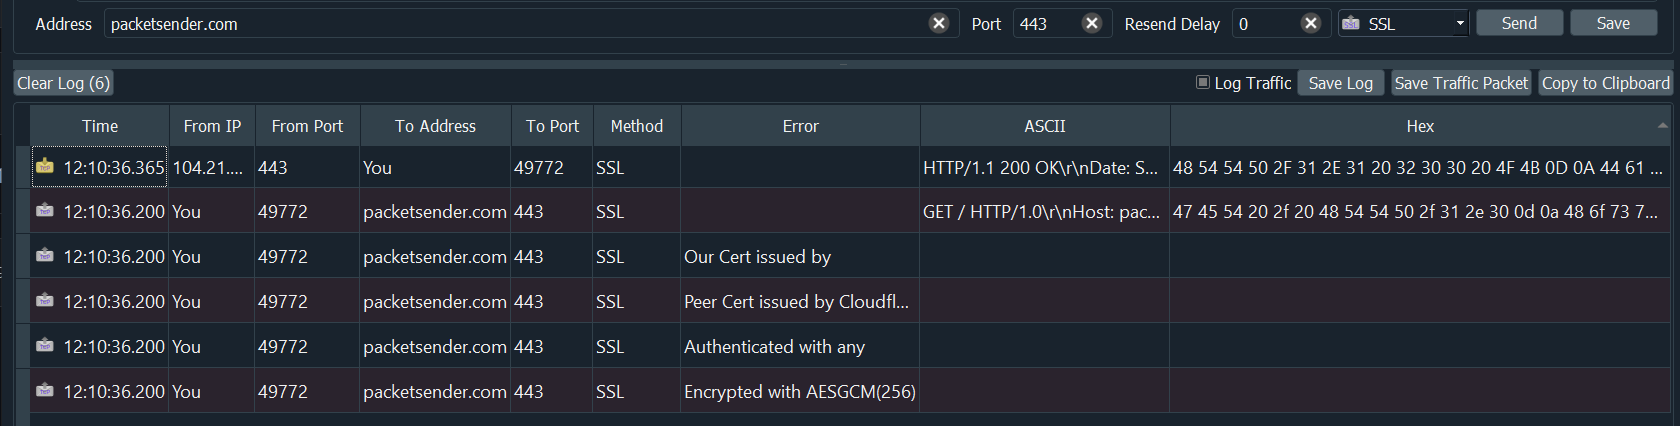 Address packetsender.com Port 443 Resend Delay 0 SSL Send Save
Clear Log (6) Log Traffic Save Log Save Traffic Packet Copy to Clipboard
Time From IP From Port To Address To Port Method Error ASCII Hex
12:10:36.365 104.21.... 443 You 49772 SSL HTTP/1.1 200 OK\r\nDate: S... 48 54 54 50 2F 31 2E 31 20 32 30 30 20 4F 4B 0D 0A 44 61 ...
12:10:36.200 You 49772 packetsender.com 443 SSL GET / HTTP/1.0\r\nHost: pac... 47 45 54 20 2f 20 48 54 54 50 2f 31 2e 30 0d 0a 48 6f 73 7...
12:10:36.200 You 49772 packetsender.com 443 SSL Our Cert issued by
12:10:36.200 You 49772 packetsender.com 443 SSL Peer Cert issued by Cloudfl...
12:10:36.200 You 49772 packetsender.com 443 SSL Authenticated with any
12:10:36.200 You 49772 packetsender.com 443 SSL Encrypted with AESGCM(256)